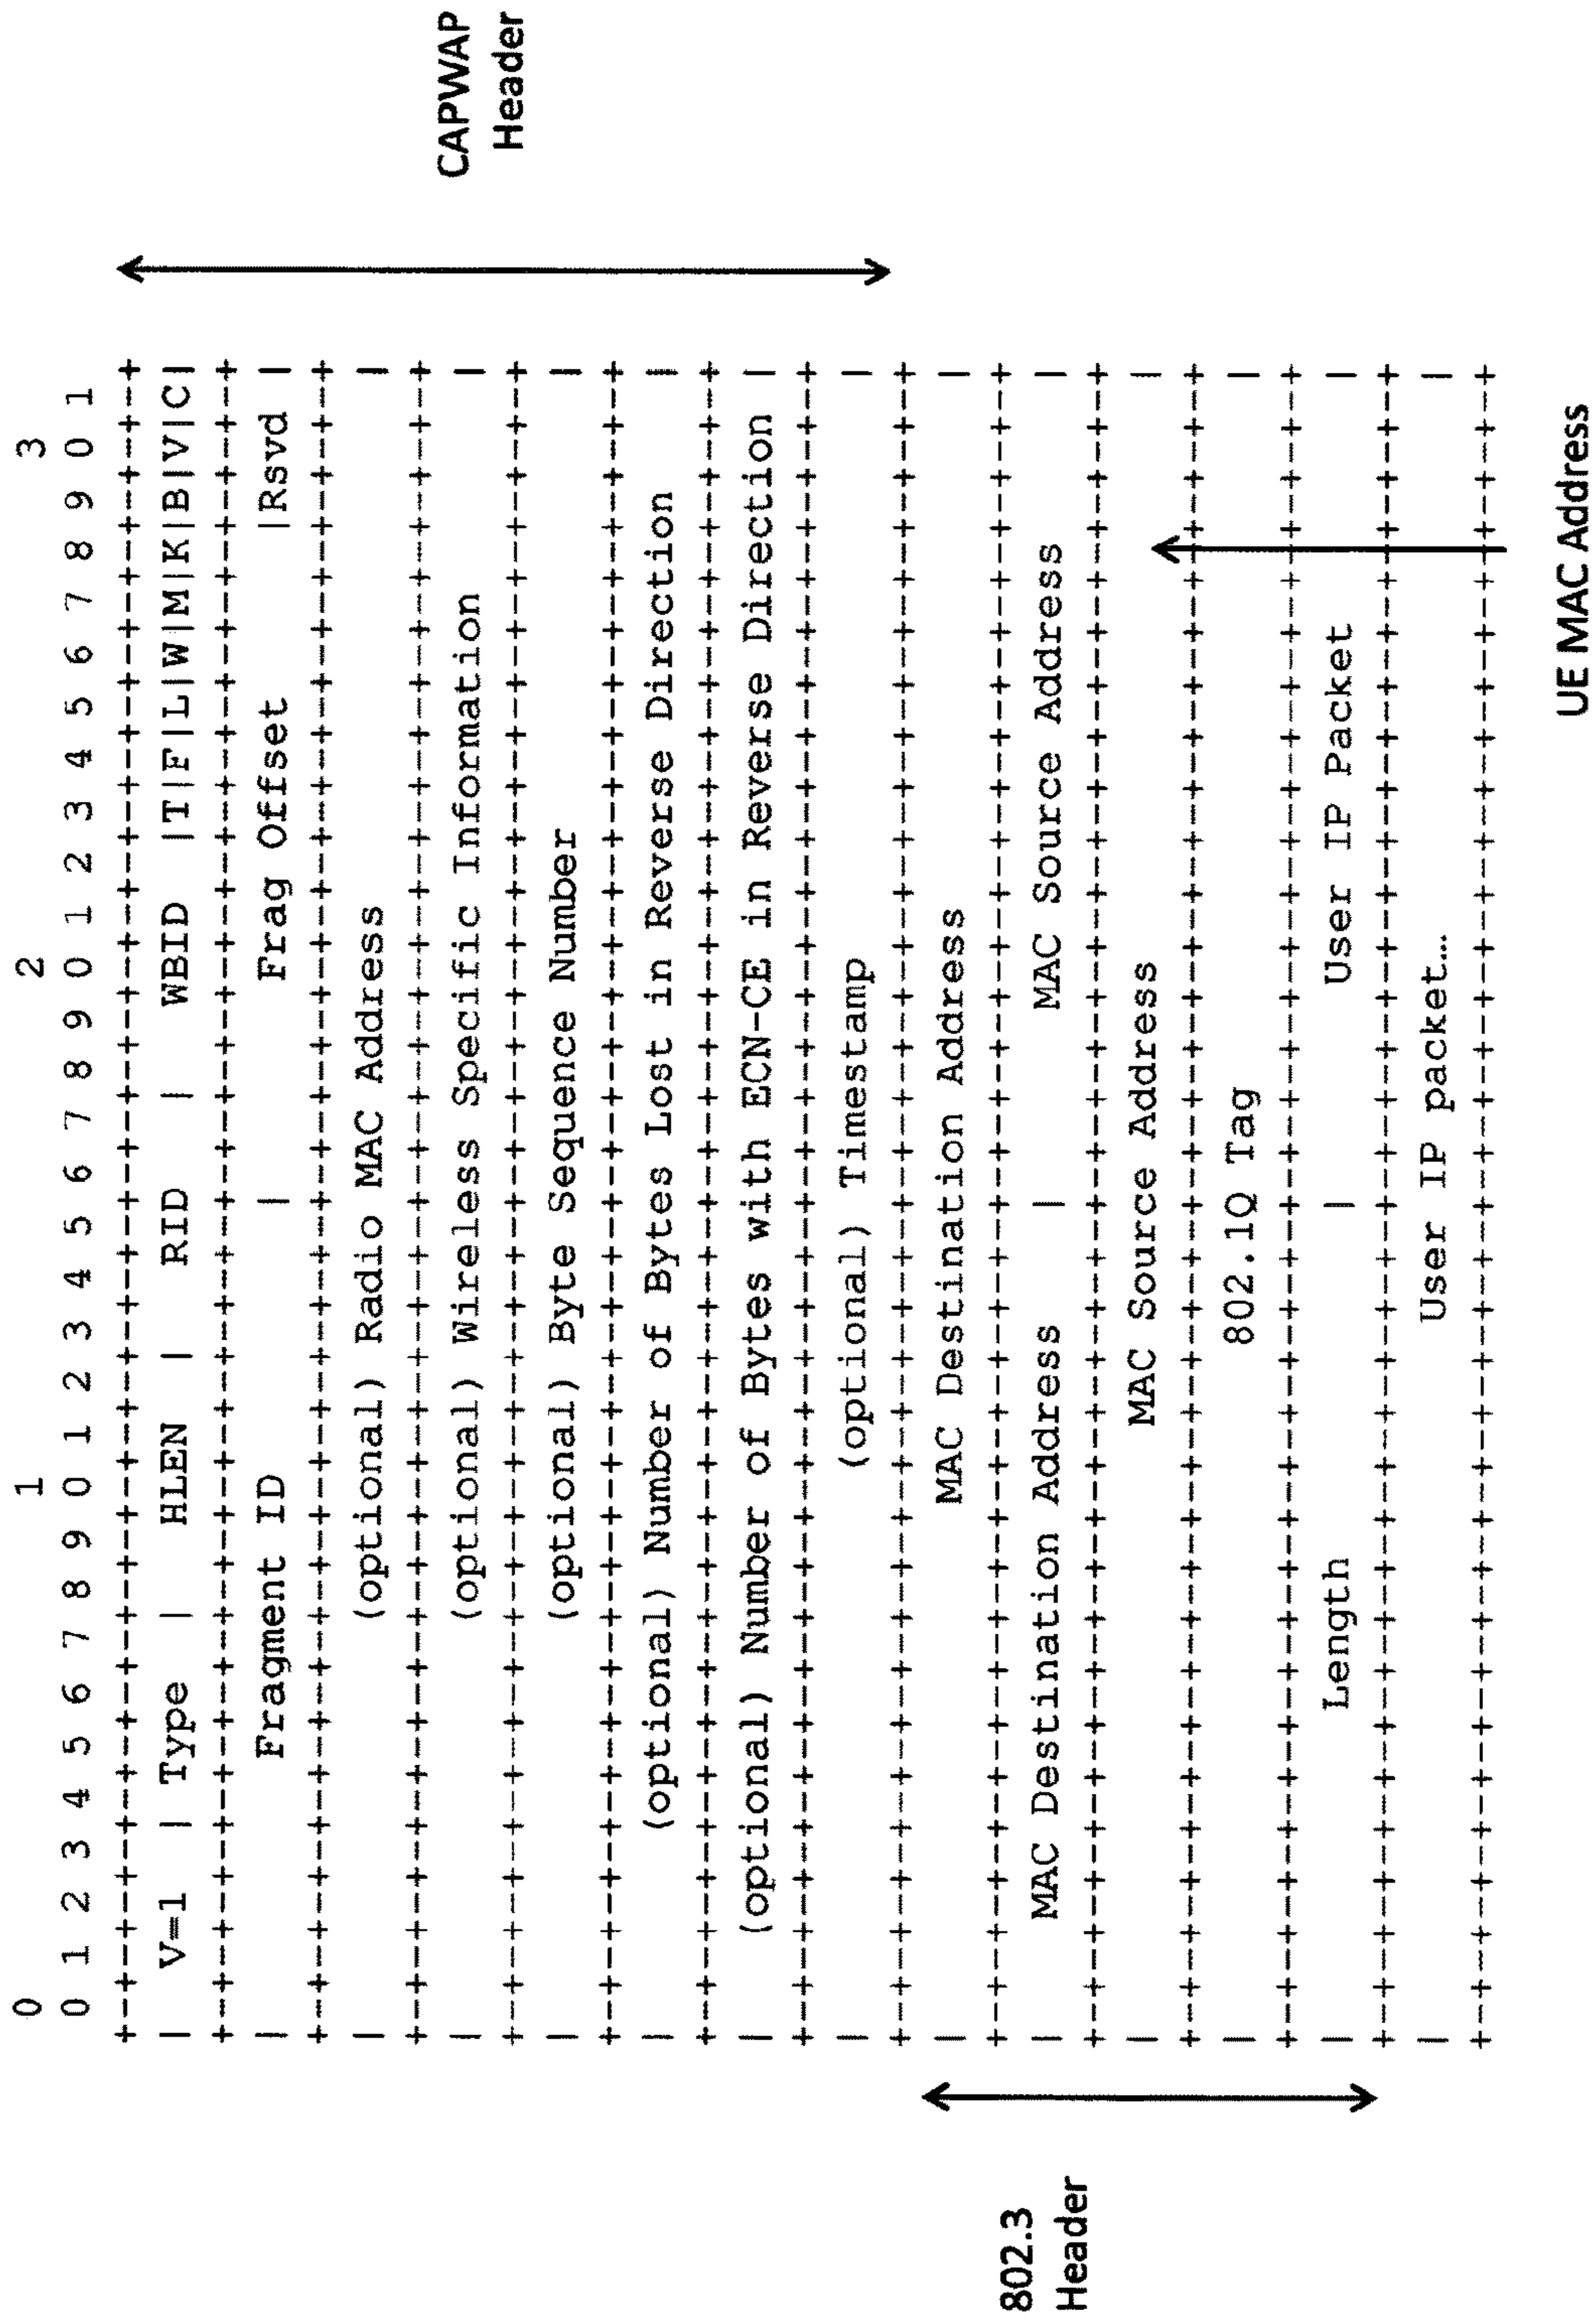 0                   1                   2                   3
0 1 2 3 4 5 6 7 8 9 0 1 2 3 4 5 6 7 8 9 0 1 2 3 4 5 6 7 8 9 0 1
+-+-+-+-+-+-+-+-+-+-+-+-+-+-+-+-+-+-+-+-+-+-+-+-+-+-+-+-+-+-+-+-+
| V=1 | Type | HLEN | RID | WBID |T|F|L|W|M|K|B|V|C|
+-+-+-+-+-+-+-+-+-+-+-+-+-+-+-+-+-+-+-+-+-+-+-+-+-+-+-+-+-+-+-+-+
| Fragment ID | Frag Offset |Rsvd |
+-+-+-+-+-+-+-+-+-+-+-+-+-+-+-+-+-+-+-+-+-+-+-+-+-+-+-+-+-+-+-+-+
| (optional) Radio MAC Address |
+-+-+-+-+-+-+-+-+-+-+-+-+-+-+-+-+-+-+-+-+-+-+-+-+-+-+-+-+-+-+-+-+
| (optional) Wireless Specific Information |
+-+-+-+-+-+-+-+-+-+-+-+-+-+-+-+-+-+-+-+-+-+-+-+-+-+-+-+-+-+-+-+-+
| (optional) Byte Sequence Number |
+-+-+-+-+-+-+-+-+-+-+-+-+-+-+-+-+-+-+-+-+-+-+-+-+-+-+-+-+-+-+-+-+
| (optional) Number of Bytes Lost in Reverse Direction |
+-+-+-+-+-+-+-+-+-+-+-+-+-+-+-+-+-+-+-+-+-+-+-+-+-+-+-+-+-+-+-+-+
| (optional) Number of Bytes with ECN-CE in Reverse Direction |
+-+-+-+-+-+-+-+-+-+-+-+-+-+-+-+-+-+-+-+-+-+-+-+-+-+-+-+-+-+-+-+-+
| (optional) Timestamp |
+-+-+-+-+-+-+-+-+-+-+-+-+-+-+-+-+-+-+-+-+-+-+-+-+-+-+-+-+-+-+-+-+
| MAC Destination Address |
+-+-+-+-+-+-+-+-+-+-+-+-+-+-+-+-+-+-+-+-+-+-+-+-+-+-+-+-+-+-+-+-+
| MAC Destination Address | MAC Source Address |
+-+-+-+-+-+-+-+-+-+-+-+-+-+-+-+-+-+-+-+-+-+-+-+-+-+-+-+-+-+-+-+-+
| MAC Source Address |
+-+-+-+-+-+-+-+-+-+-+-+-+-+-+-+-+-+-+-+-+-+-+-+-+-+-+-+-+-+-+-+-+
| 802.1Q Tag |
+-+-+-+-+-+-+-+-+-+-+-+-+-+-+-+-+-+-+-+-+-+-+-+-+-+-+-+-+-+-+-+-+
| Length | User IP Packet |
+-+-+-+-+-+-+-+-+-+-+-+-+-+-+-+-+-+-+-+-+-+-+-+-+-+-+-+-+-+-+-+-+
| User IP packet... |
+-+-+-+-+-+-+-+-+-+-+-+-+-+-+-+-+-+-+-+-+-+-+-+-+-+-+-+-+-+-+-+-+
CAPWAP
Header
802.3
Header
UE MAC Address